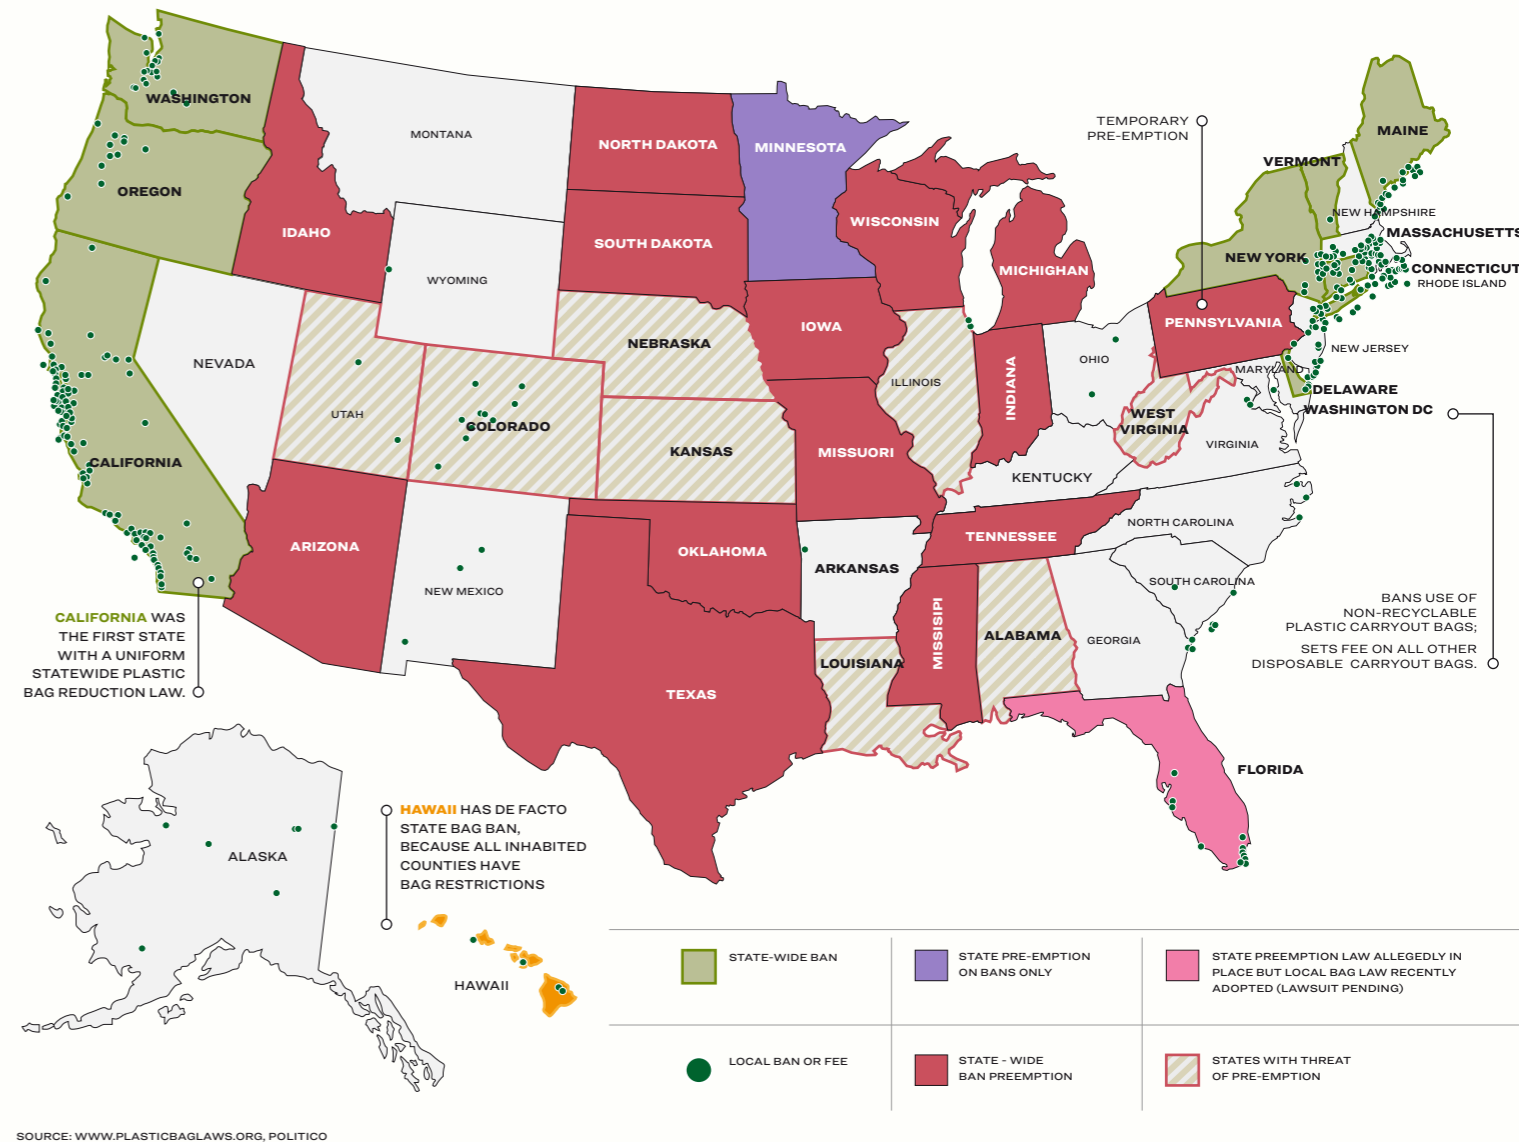 WASHINGTON
MONTANA
NORTH DAKOTA
MINNESOTA
TEMPORARY
PRE-EMPTION
MAINE
VERMONT
OREGON
IDAHO
WYOMING
SOUTH DAKOTA
WISCONSIN
MICHIGHAN
NEW HAMPSHIRE
MASSACHUSETTS
NEW YORK
CONNECTICUT
RHODE ISLAND
NEVADA
UTAH
COLORADO
NEBRASKA
IOWA
ILLINOIS
INDIANA
OHIO
PENNSYLVANIA
NEW JERSEY
MARYLAND
DELAWARE
WASHINGTON DC
CALIFORNIA
KANSAS
MISSUORI
KENTUCKY
WEST
VIRGINIA
VIRGINIA
ARIZONA
NEW MEXICO
OKLAHOMA
ARKANSAS
TENNESSEE
NORTH CAROLINA
SOUTH CAROLINA
TEXAS
LOUISIANA
MISSISIPI
ALABAMA
GEORGIA
FLORIDA
CALIFORNIA WAS
THE FIRST STATE
WITH A UNIFORM
STATEWIDE PLASTIC
BAG REDUCTION LAW.
BANS USE OF
NON-RECYCLABLE
PLASTIC CARRYOUT BAGS;
SETS FEE ON ALL OTHER
DISPOSABLE CARRYOUT BAGS.
ALASKA
HAWAII HAS DE FACTO
STATE BAG BAN,
BECAUSE ALL INHABITED
COUNTIES HAVE
BAG RESTRICTIONS
HAWAII
STATE-WIDE BAN
STATE PRE-EMPTION
ON BANS ONLY
STATE PREEMPTION LAW ALLEGEDLY IN
PLACE BUT LOCAL BAG LAW RECENTLY
ADOPTED (LAWSUIT PENDING)
LOCAL BAN OR FEE
STATE - WIDE
BAN PREEMPTION
STATES WITH THREAT
OF PRE-EMPTION
SOURCE: WWW.PLASTICBAGLAWS.ORG, POLITICO